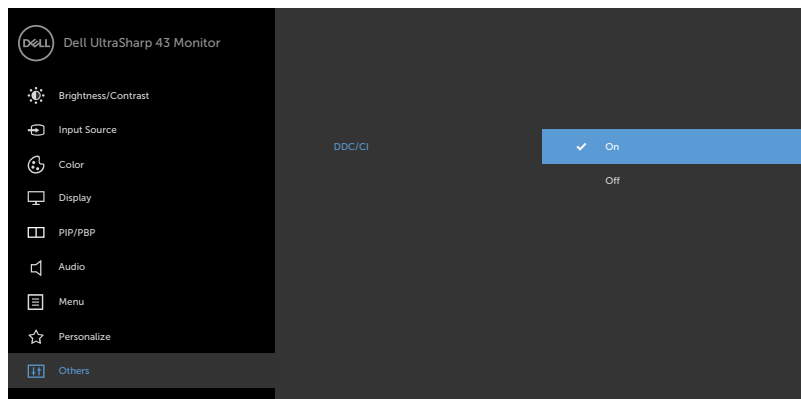 DELL Dell UltraSharp 43 Monitor
Brightness/Contrast
Input Source
Color
Display
PIP/PBP
Audio
Menu
Personalize
Others
DDC/CI
On
Off